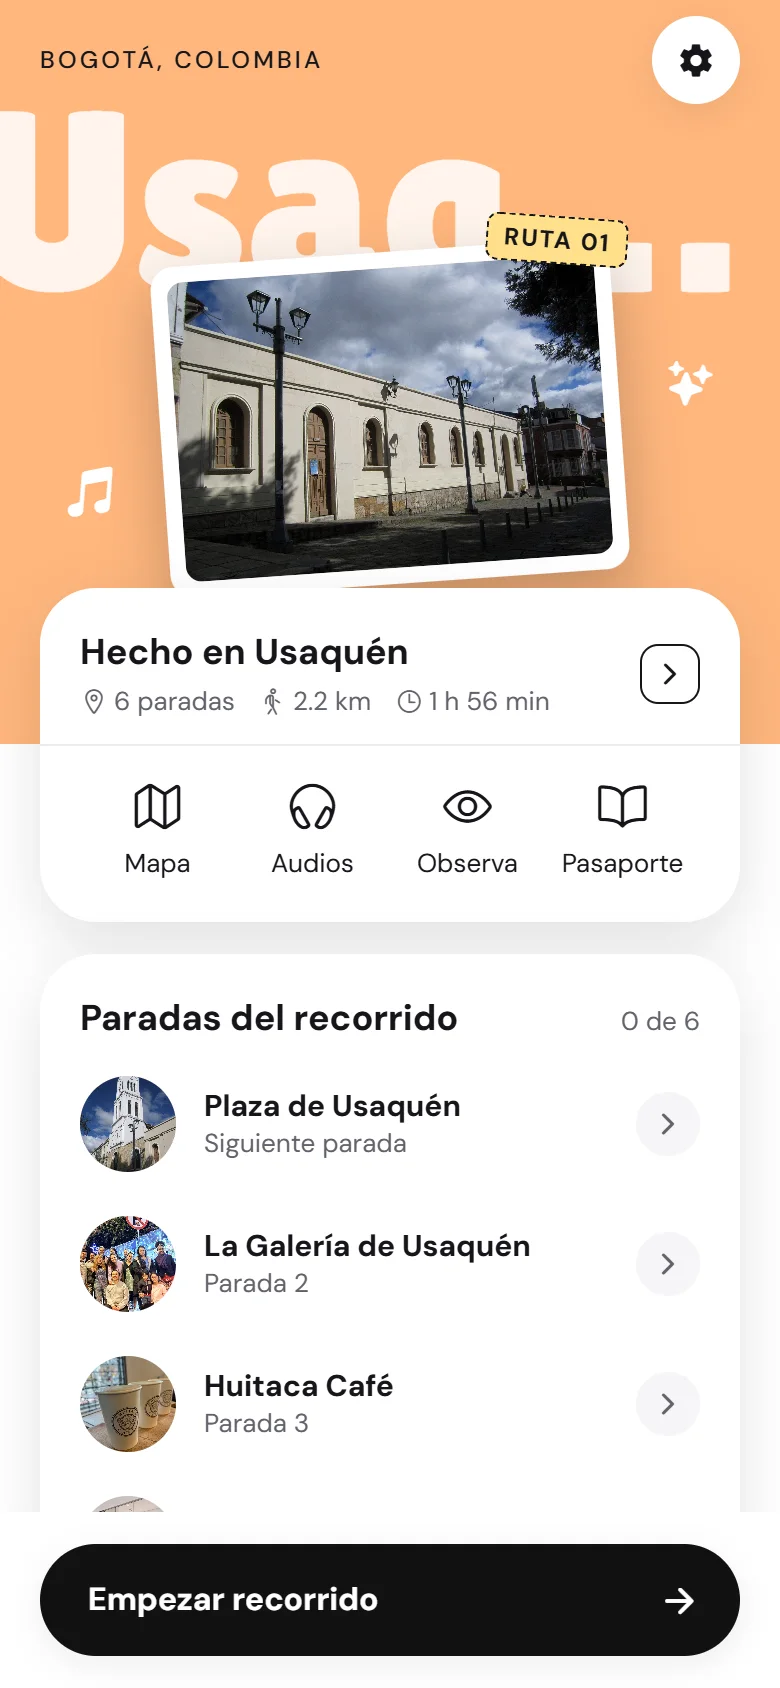 BOGOTÁ, COLOMBIA
Usaq...
RUTA 01
Hecho en Usaquén
6 paradas 2.2 km 1 h 56 min
Mapa Audios Observa Pasaporte
Paradas del recorrido 0 de 6
Plaza de Usaquén
Siguiente parada
La Galería de Usaquén
Parada 2
Huitaca Café
Parada 3
Empezar recorrido